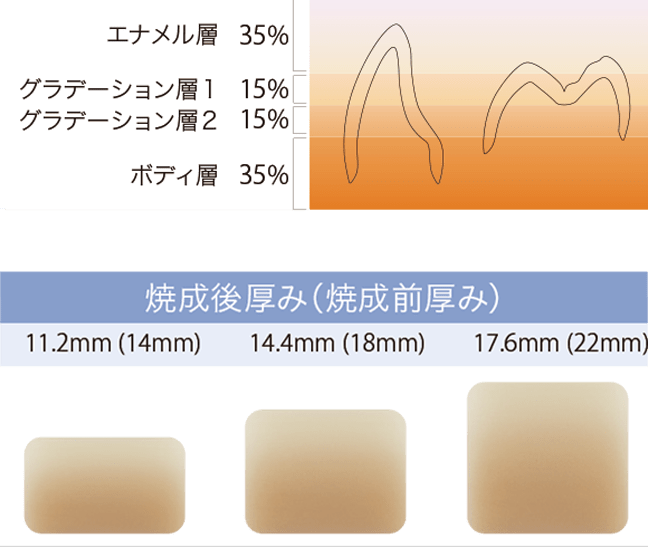 エナメル層 35%
グラデーション層1 15%
グラデーション層2 15%
ボディ層 35%
焼成後厚み(焼成前厚み)
11.2mm (14mm) 14.4mm (18mm) 17.6mm (22mm)